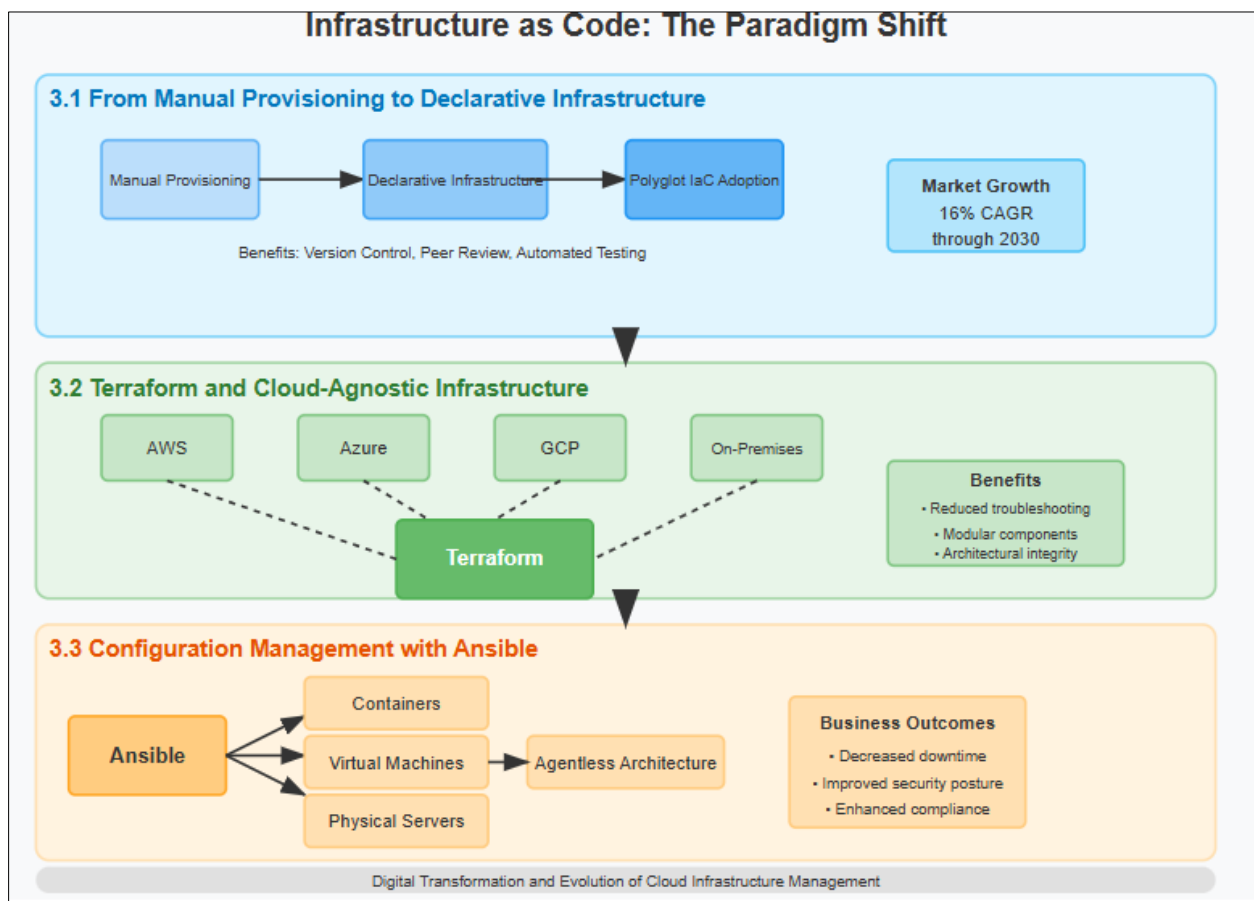 Infrastructure as Code: The Paradigm Shift
3.1 From Manual Provisioning to Declarative Infrastructure
Manual Provisioning
Declarative Infrastructure
Polyglot IaC Adoption
Market Growth
16% CAGR
through 2030
Benefits: Version Control, Peer Review, Automated Testing
3.2 Terraform and Cloud-Agnostic Infrastructure
AWS
Azure
GCP
On-Premises
Terraform
Benefits
• Reduced troubleshooting
• Modular components
• Architectural integrity
3.3 Configuration Management with Ansible
Ansible
Containers
Virtual Machines
Physical Servers
Agentless Architecture
Business Outcomes
• Decreased downtime
• Improved security posture
• Enhanced compliance
Digital Transformation and Evolution of Cloud Infrastructure Management